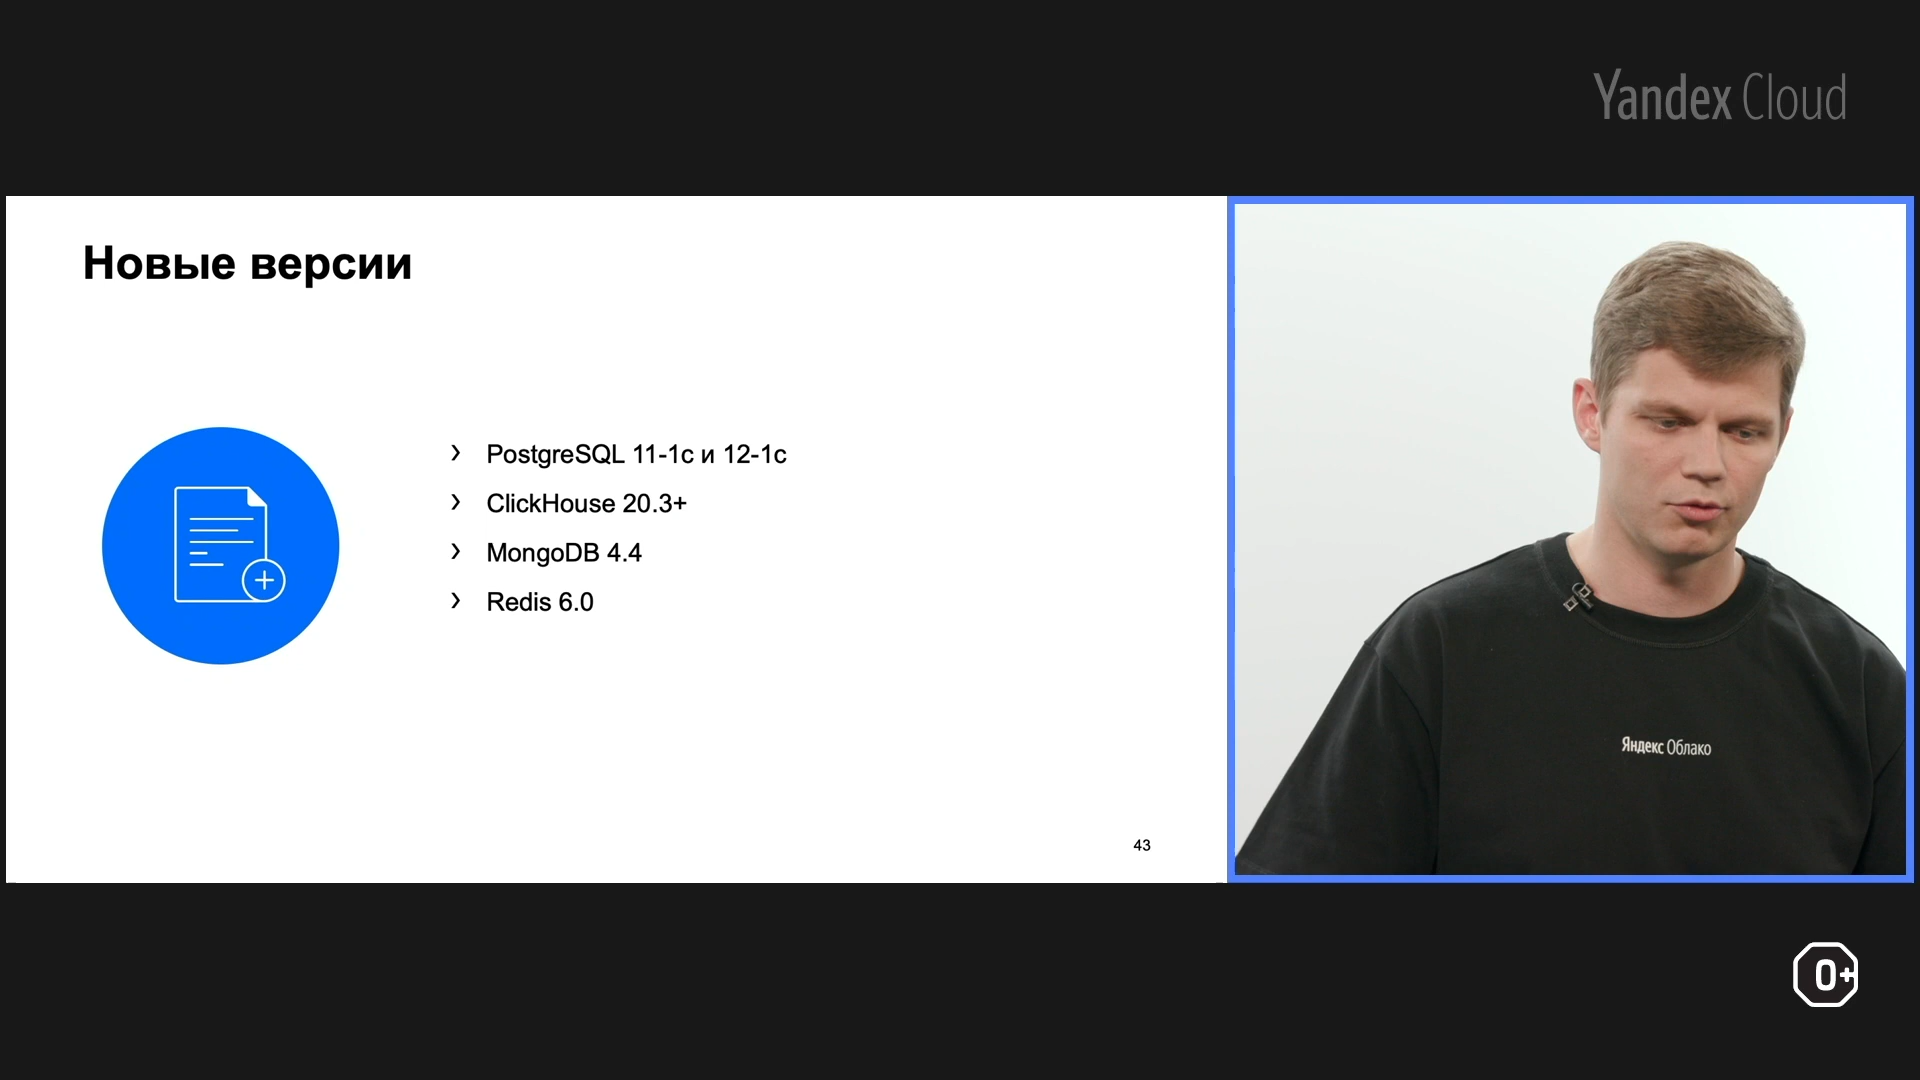 Yandex Cloud
Новые версии
PostgreSQL 11-1c и 12-1c
ClickHouse 20.3+
MongoDB 4.4
Redis 6.0
43
Яндекс Облако
0+